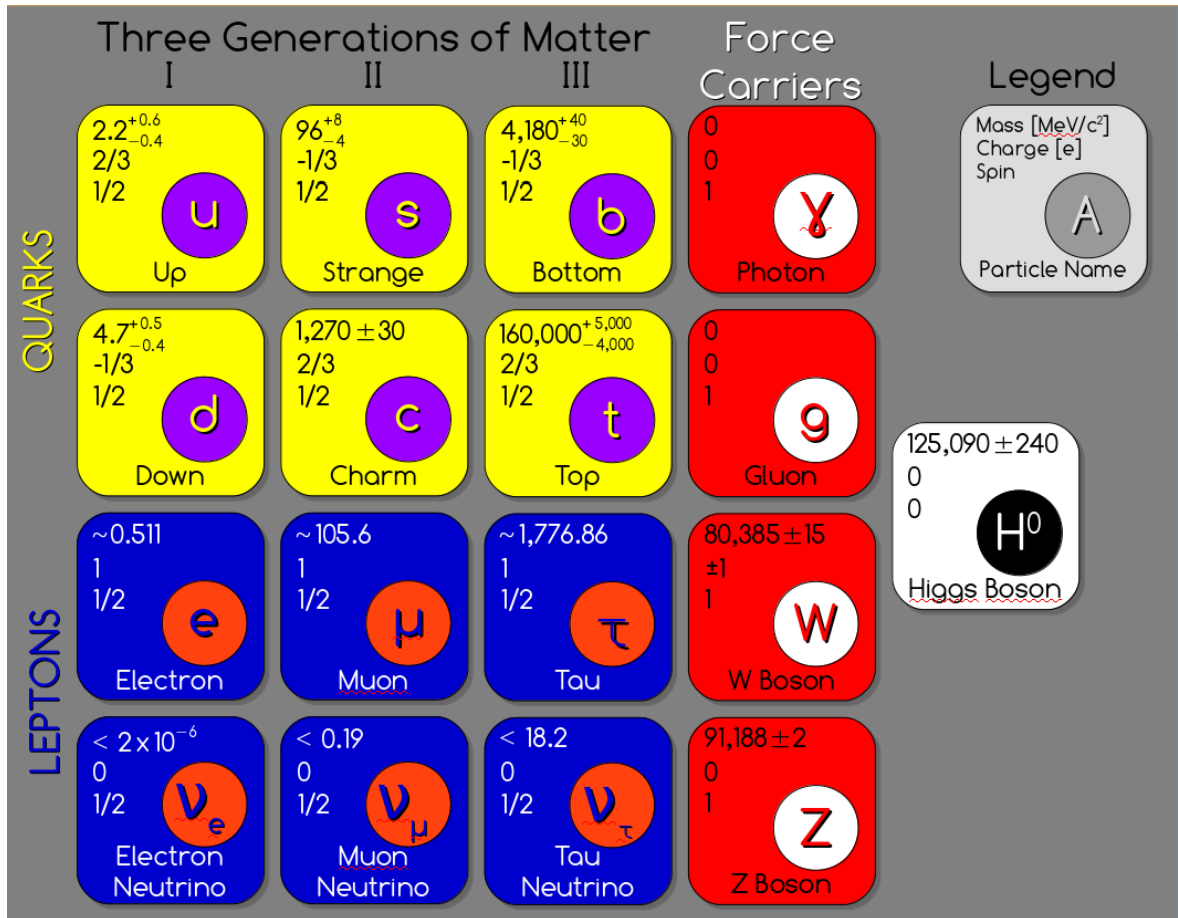 Three Generations of Matter
I II III
Force
Carriers
Legend
QUARKS
2.2 +0.6 −0.4
2/3
1/2
u
Up
96 +8 −4
-1/3
1/2
s
Strange
4,180 +40 −30
-1/3
1/2
b
Bottom
0
0
1
γ
Photon
Mass [MeV/c²]
Charge [e]
Spin
A
Particle Name
4.7 +0.5 −0.4
-1/3
1/2
d
Down
1,270 ±30
2/3
1/2
c
Charm
160,000 +5,000 −4,000
2/3
1/2
t
Top
0
0
1
g
Gluon
125,090 ±240
0
0
H⁰
Higgs Boson
LEPTONS
~0.511
1
1/2
e
Electron
~105.6
1
1/2
μ
Muon
~1,776.86
1
1/2
τ
Tau
80,385 ±15
±1
1
W
W Boson
< 2 x 10⁻⁶
0
1/2
νe
Electron
Neutrino
< 0.19
0
1/2
νμ
Muon
Neutrino
< 18.2
0
1/2
ντ
Tau
Neutrino
91,188 ±2
0
1
Z
Z Boson